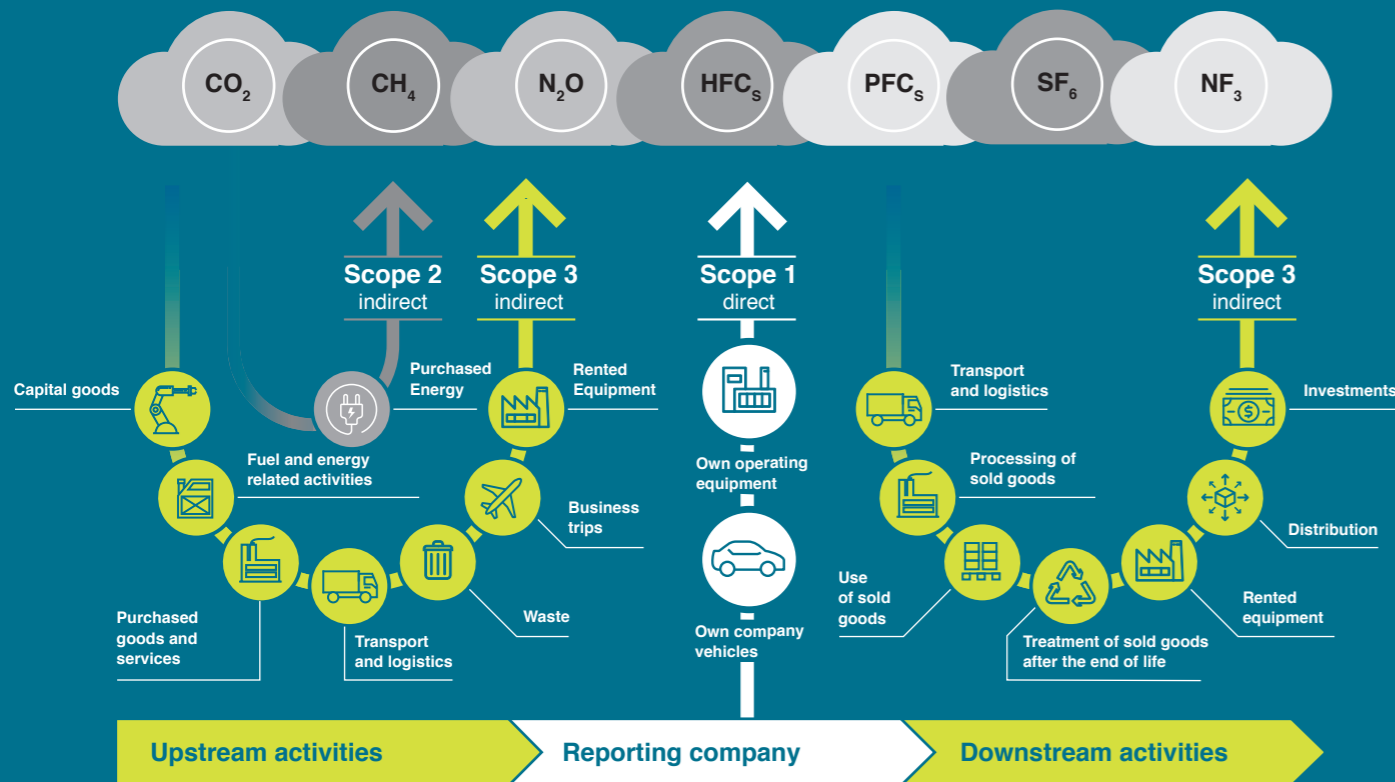 CO₂
CH₄
N₂O
HFCₛ
PFCₛ
SF₆
NF₃
Scope 2
indirect
Scope 3
indirect
Scope 1
direct
Scope 3
indirect
Capital goods
Purchased
Energy
Rented
Equipment
Transport
and logistics
Investments
Fuel and energy
related activities
Own operating
equipment
Processing of
sold goods
Business
trips
Distribution
Purchased
goods and
services
Transport
and logistics
Waste
Own company
vehicles
Use
of sold
goods
Treatment of sold goods
after the end of life
Rented
equipment
Upstream activities
Reporting company
Downstream activities